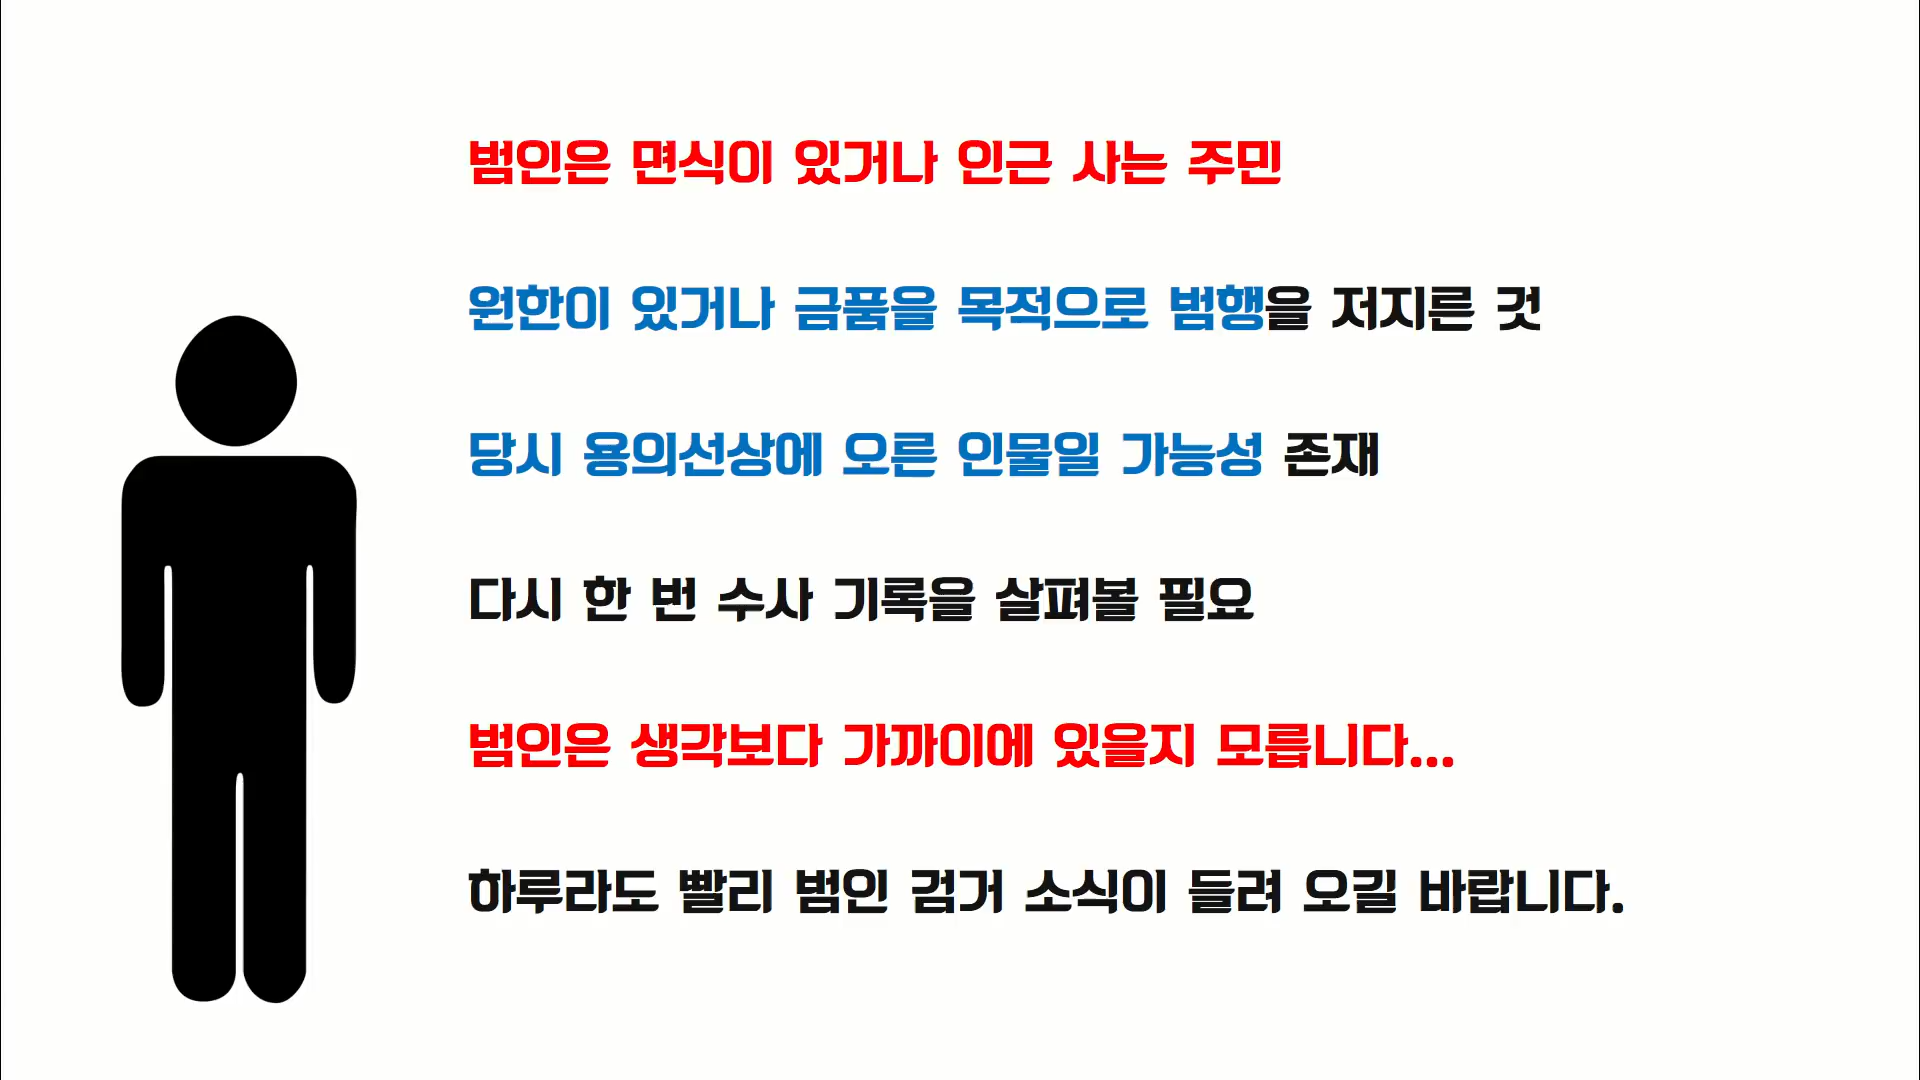 범인은 면식이 있거나 인근 사는 주민
원한이 있거나 금품을 목적으로 범행을 저지른 것
당시 용의선상에 오른 인물일 가능성 존재
다시 한 번 수사 기록을 살펴볼 필요
범인은 생각보다 가까이에 있을지 모릅니다...
하루라도 빨리 범인 검거 소식이 들려 오길 바랍니다.